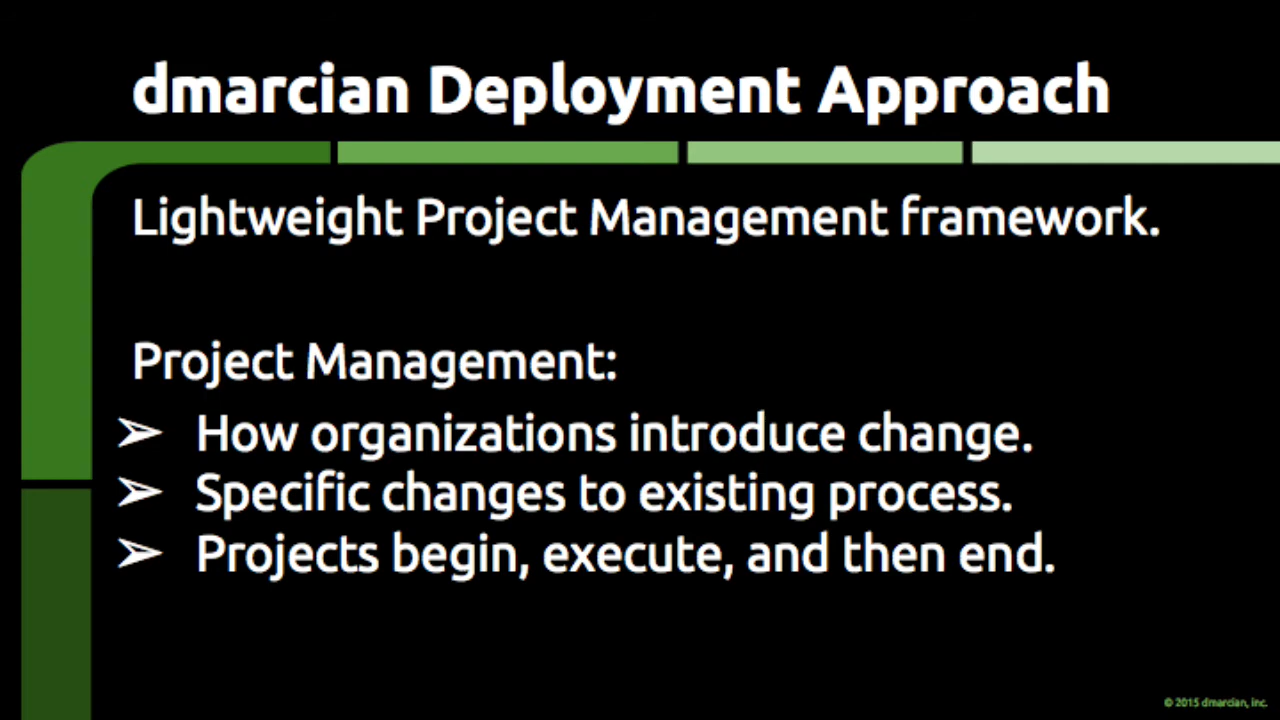 dmarcian Deployment Approach
Lightweight Project Management framework.
Project Management:
➢ How organizations introduce change.
➢ Specific changes to existing process.
➢ Projects begin, execute, and then end.
© 2015 dmarcian, inc.